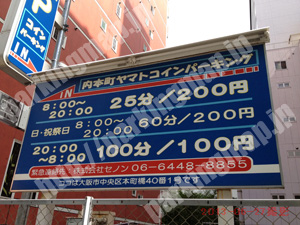 コイン
パーキング
IN
内本町ヤマトコインパーキング
IN
8:00~
20:00
25分/200円
日・祝祭日
8:00~
20:00
60分/200円
20:00
~8:00
100分/100円
緊急連絡先/株式会社セノン 06-6448-8855
ココは大阪市中央区本町橋40番1号です。